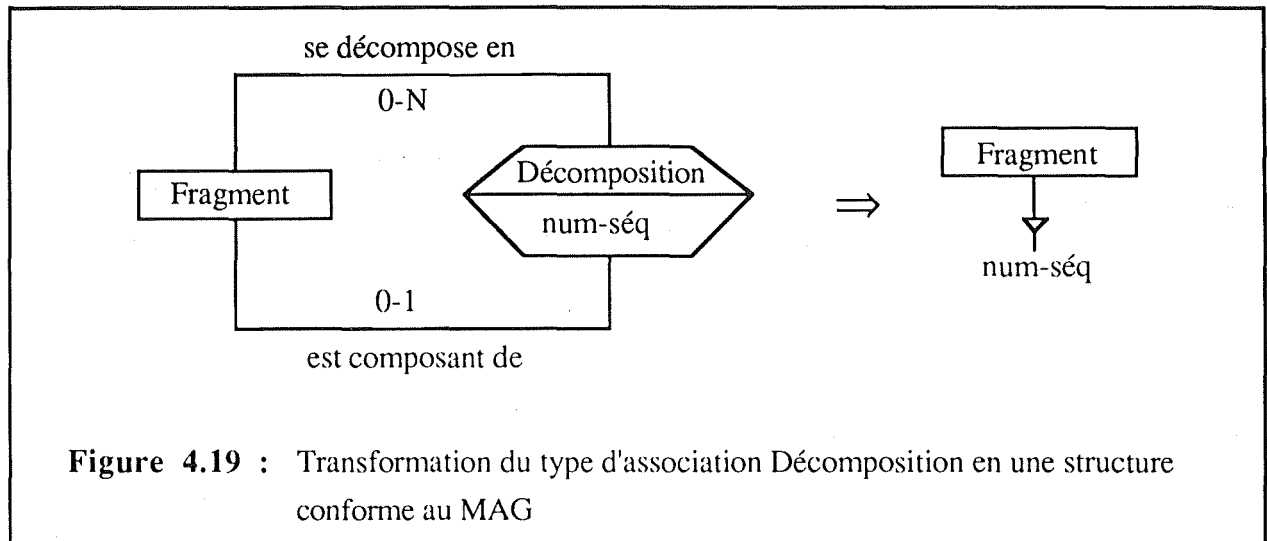 se décompose en
0-N
Fragment
Décomposition
num-séq
0-1
est composant de
⇒
Fragment
num-séq
Figure 4.19 : Transformation du type d'association Décomposition en une structure
conforme au MAG